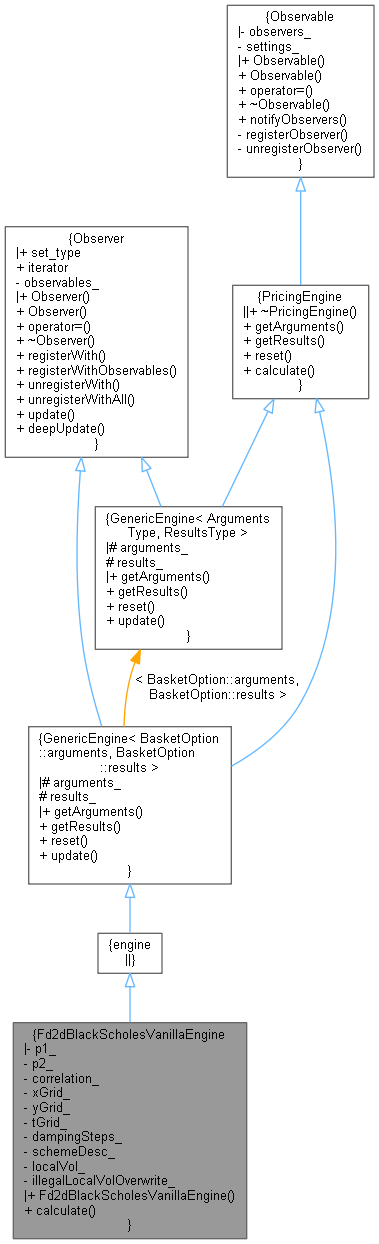 {Observable
|- observers_
- settings_
|+ Observable()
+ Observable()
+ operator=()
+ ~Observable()
+ notifyObservers()
- registerObserver()
- unregisterObserver()
}
{Observer
|+ set_type
+ iterator
- observables_
|+ Observer()
+ Observer()
+ operator=()
+ ~Observer()
+ registerWith()
+ registerWithObservables()
+ unregisterWith()
+ unregisterWithAll()
+ update()
+ deepUpdate()
}
{PricingEngine
||+ ~PricingEngine()
+ getArguments()
+ getResults()
+ reset()
+ calculate()
}
{GenericEngine< Arguments
Type, ResultsType >
|# arguments_
# results_
|+ getArguments()
+ getResults()
+ reset()
+ update()
}
< BasketOption::arguments,
BasketOption::results >
{GenericEngine< BasketOption
::arguments, BasketOption
::results >
|# arguments_
# results_
|+ getArguments()
+ getResults()
+ reset()
+ update()
}
{engine
||}
{Fd2dBlackScholesVanillaEngine
|- p1_
- p2_
- correlation_
- xGrid_
- yGrid_
- tGrid_
- dampingSteps_
- schemeDesc_
- localVol_
- illegalLocalVolOverwrite_
|+ Fd2dBlackScholesVanillaEngine()
+ calculate()
}